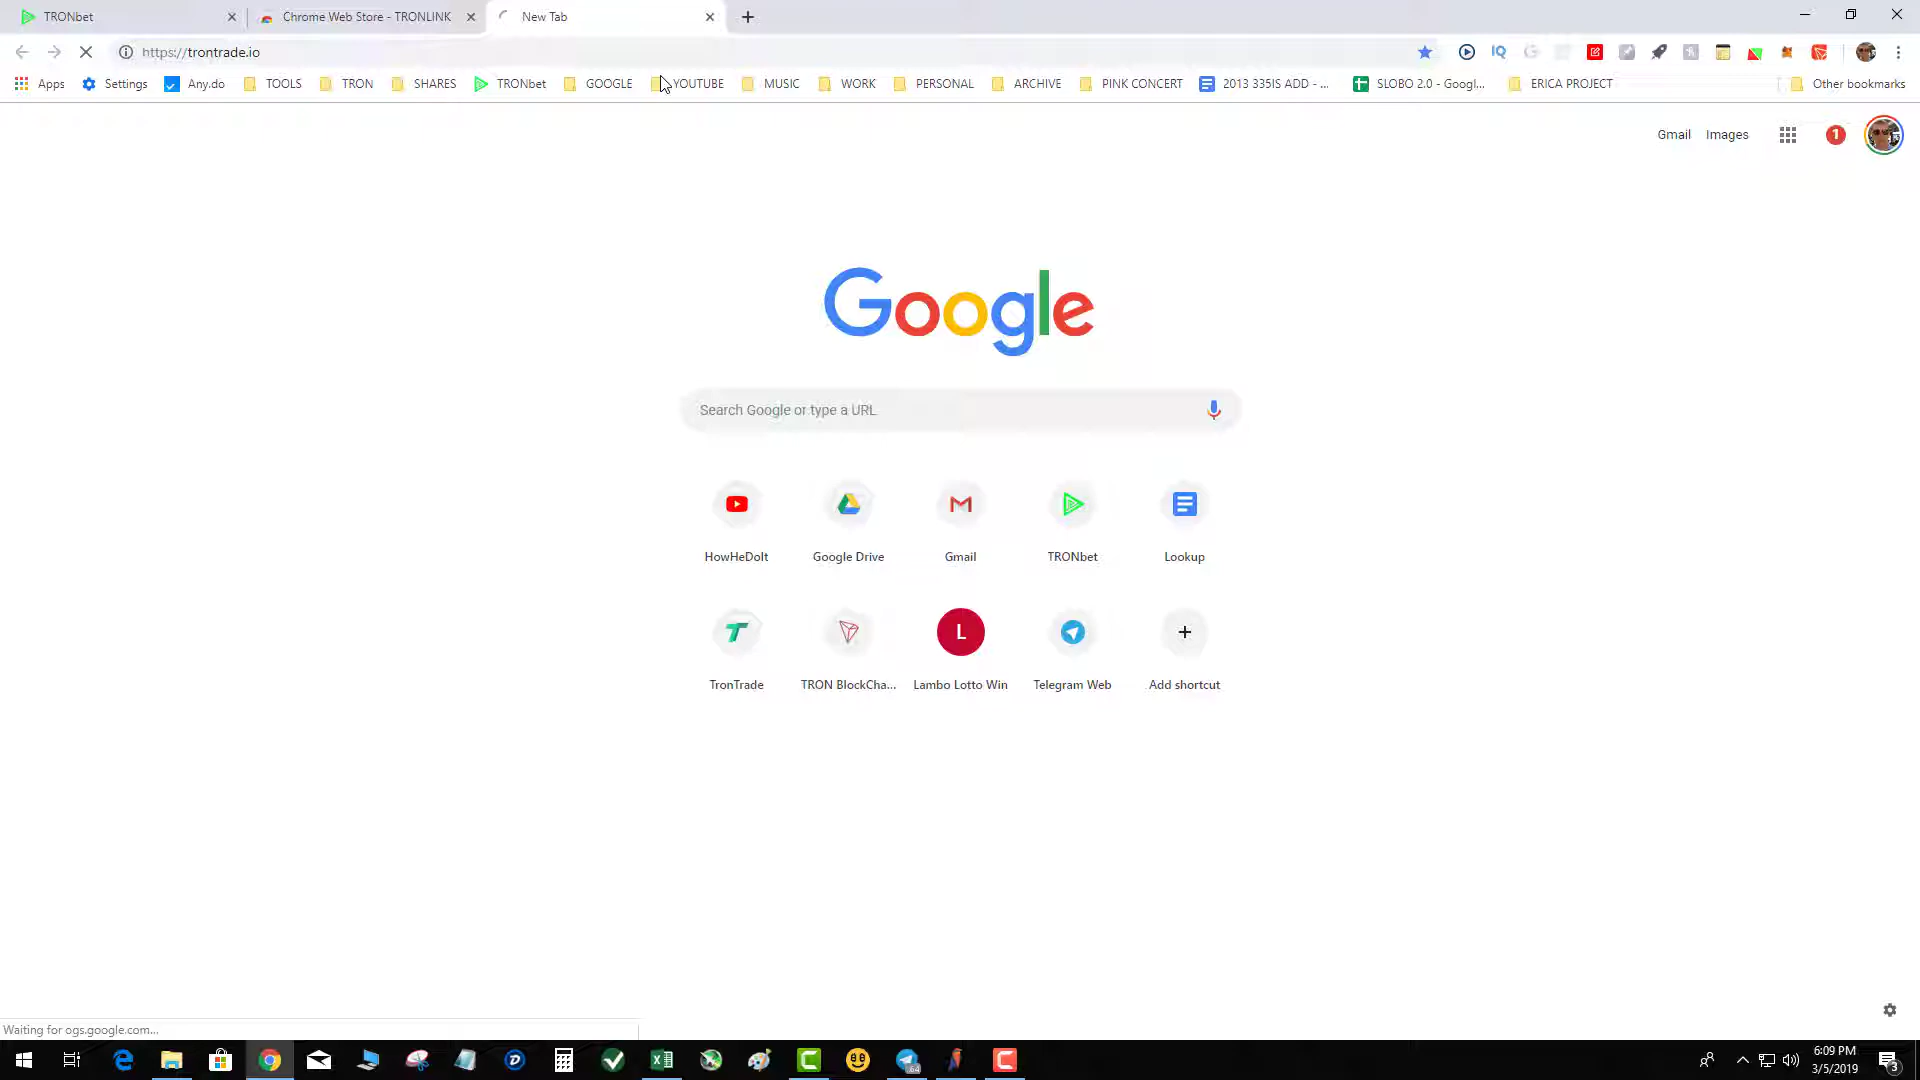 TRONbet
Chrome Web Store - TRONLINK
New Tab
https://trontrade.io
Apps
Settings
Any.do
TOOLS
TRON
SHARES
TRONbet
GOOGLE
YOUTUBE
MUSIC
WORK
PERSONAL
ARCHIVE
PINK CONCERT
2013 335IS ADD - ...
SLOBO 2.0 - Googl...
ERICA PROJECT
Other bookmarks
Gmail
Images
1
Google
Search Google or type a URL
HowHeDoIt
Google Drive
Gmail
TRONbet
Lookup
TronTrade
TRON BlockCha...
L
Lambo Lotto Win
Telegram Web
Add shortcut
Waiting for ogs.google.com...
6:09 PM
3/5/2019
3